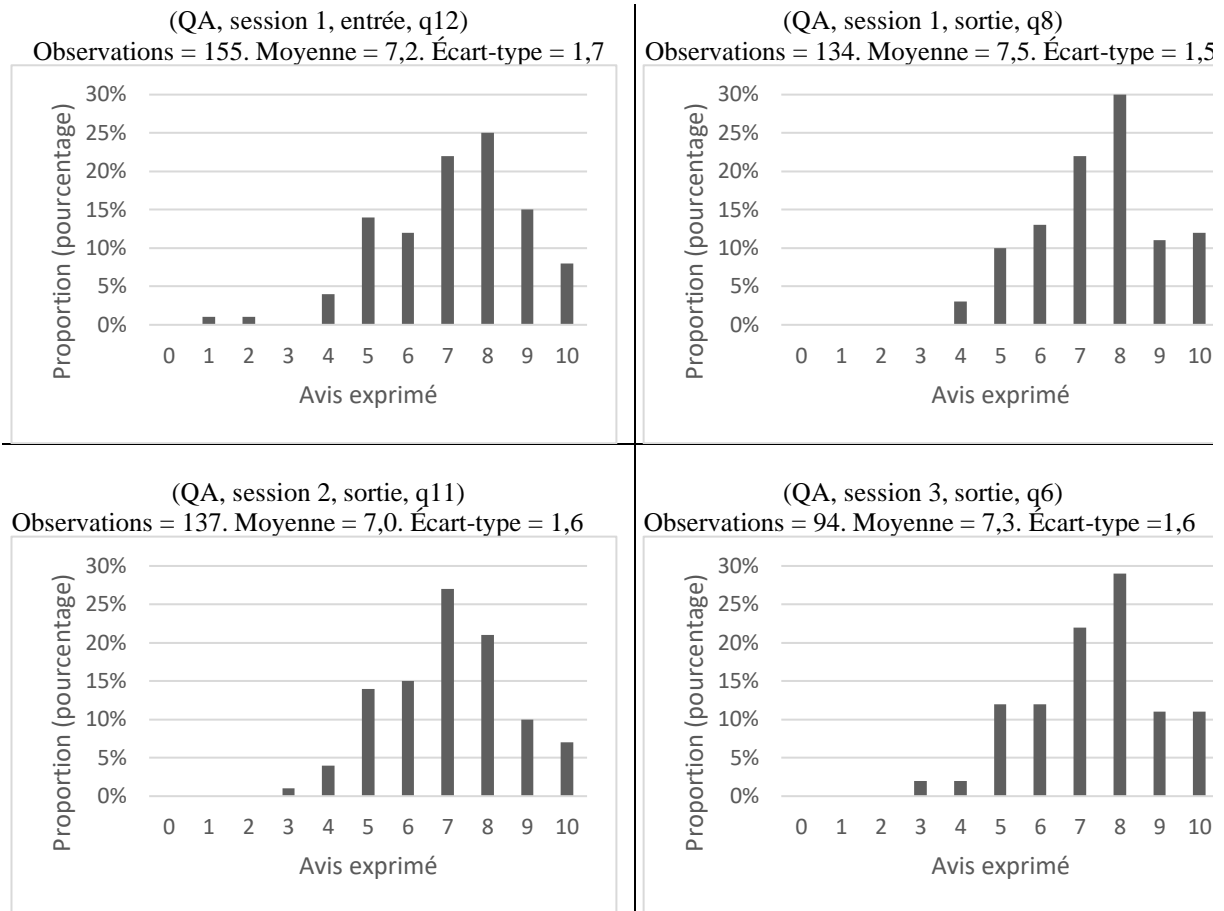 (QA, session 1, entrée, q12)
Observations = 155. Moyenne = 7,2. Écart-type = 1,7
30%
25%
20%
15%
10%
5%
0%
Proportion (pourcentage)
0 1 2 3 4 5 6 7 8 9 10
Avis exprimé
(QA, session 1, sortie, q8)
Observations = 134. Moyenne = 7,5. Écart-type = 1,5
30%
25%
20%
15%
10%
5%
0%
Proportion (pourcentage)
0 1 2 3 4 5 6 7 8 9 10
Avis exprimé
(QA, session 2, sortie, q11)
Observations = 137. Moyenne = 7,0. Écart-type = 1,6
30%
25%
20%
15%
10%
5%
0%
Proportion (pourcentage)
0 1 2 3 4 5 6 7 8 9 10
Avis exprimé
(QA, session 3, sortie, q6)
Observations = 94. Moyenne = 7,3. Écart-type =1,6
30%
25%
20%
15%
10%
5%
0%
Proportion (pourcentage)
0 1 2 3 4 5 6 7 8 9 10
Avis exprimé